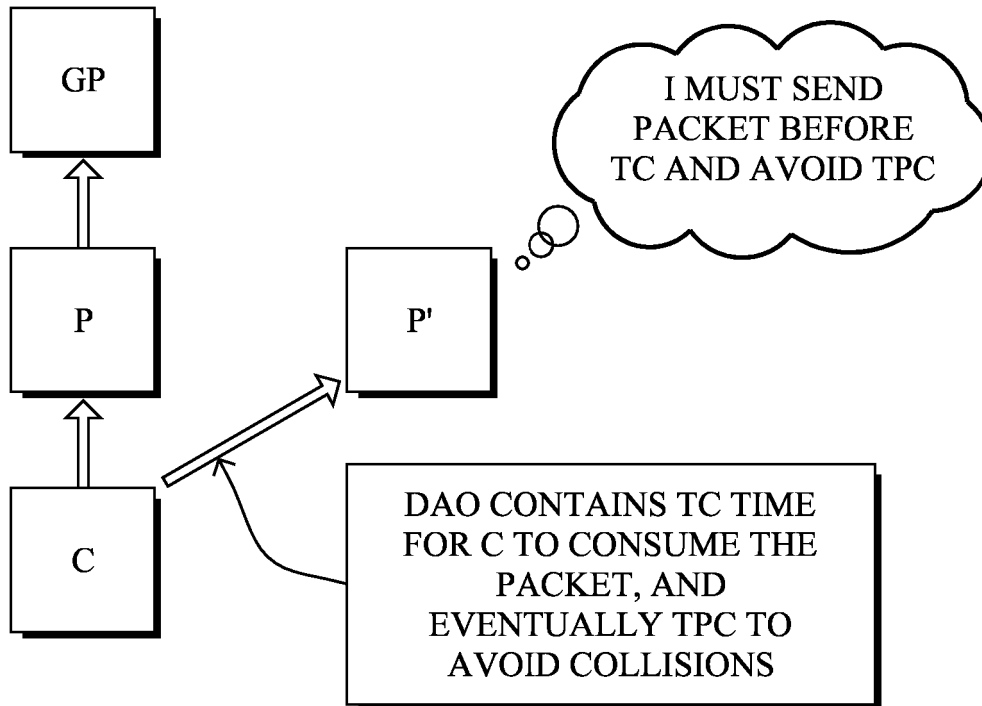 GP
I MUST SEND
PACKET BEFORE
TC AND AVOID TPC
P
P'
C
DAO CONTAINS TC TIME
FOR C TO CONSUME THE
PACKET, AND
EVENTUALLY TPC TO
AVOID COLLISIONS